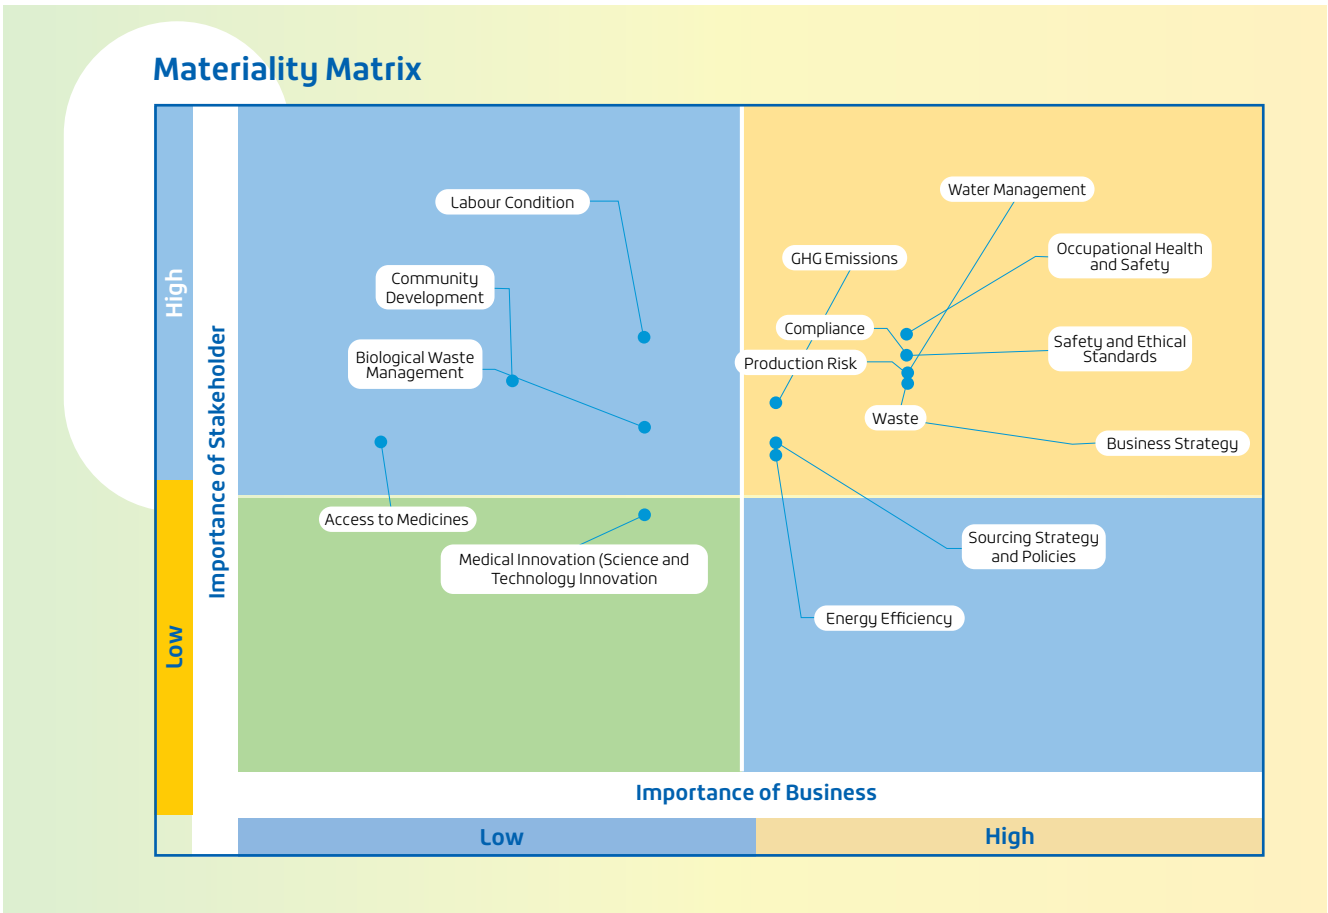 Materiality Matrix
High
Low
Importance of Stakeholder
Labour Condition
Community
Development
Biological Waste
Management
Access to Medicines
Medical Innovation (Science and
Technology Innovation
Water Management
GHG Emissions
Occupational Health
and Safety
Compliance
Safety and Ethical
Standards
Production Risk
Waste
Business Strategy
Sourcing Strategy
and Policies
Energy Efficiency
Importance of Business
Low
High